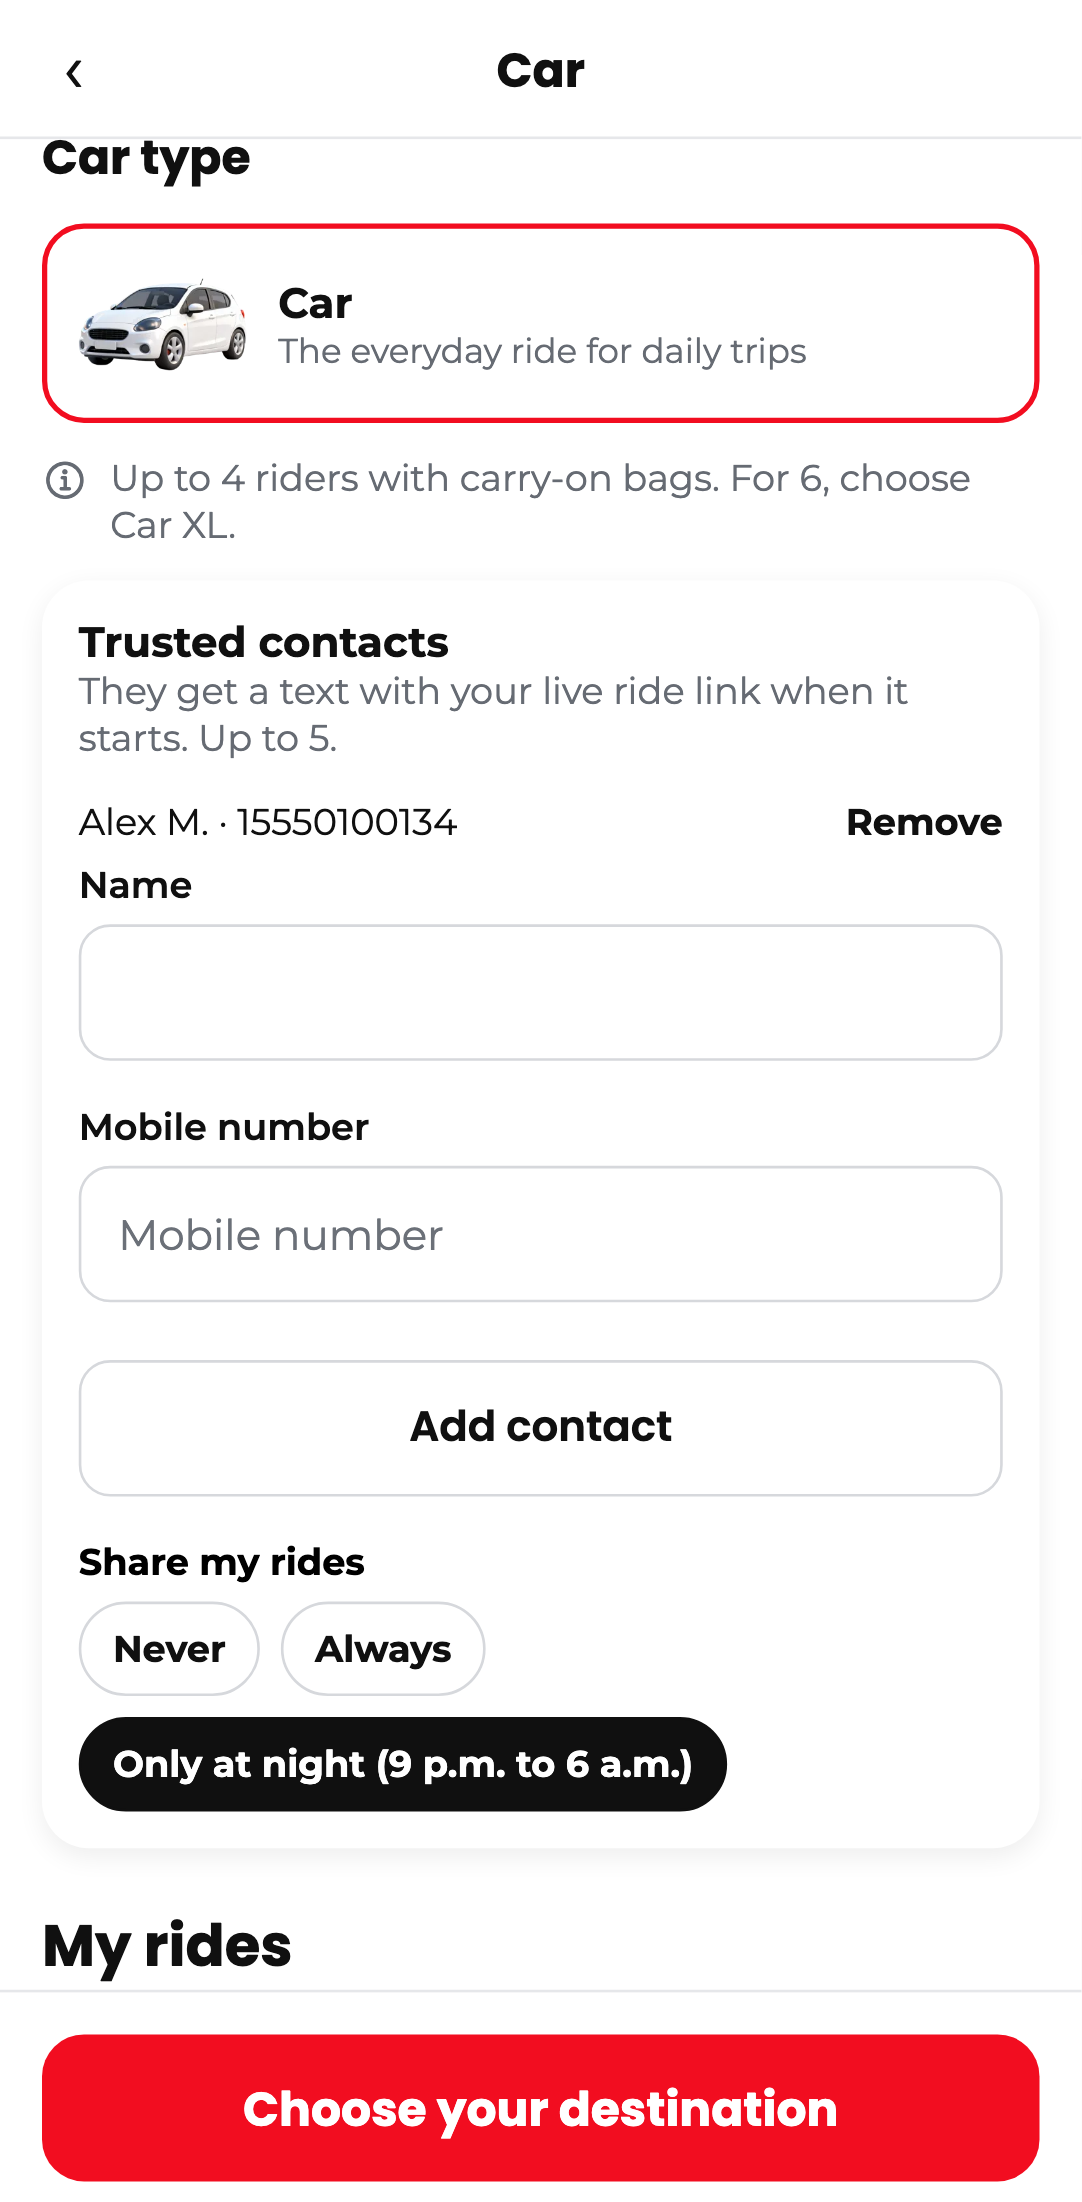 Car
Car type
Car
The everyday ride for daily trips
Up to 4 riders with carry-on bags. For 6, choose
Car XL.
Trusted contacts
They get a text with your live ride link when it
starts. Up to 5.
Alex M. · 15550100134
Remove
Name
Mobile number
Mobile number
Add contact
Share my rides
Never
Always
Only at night (9 p.m. to 6 a.m.)
My rides
Choose your destination